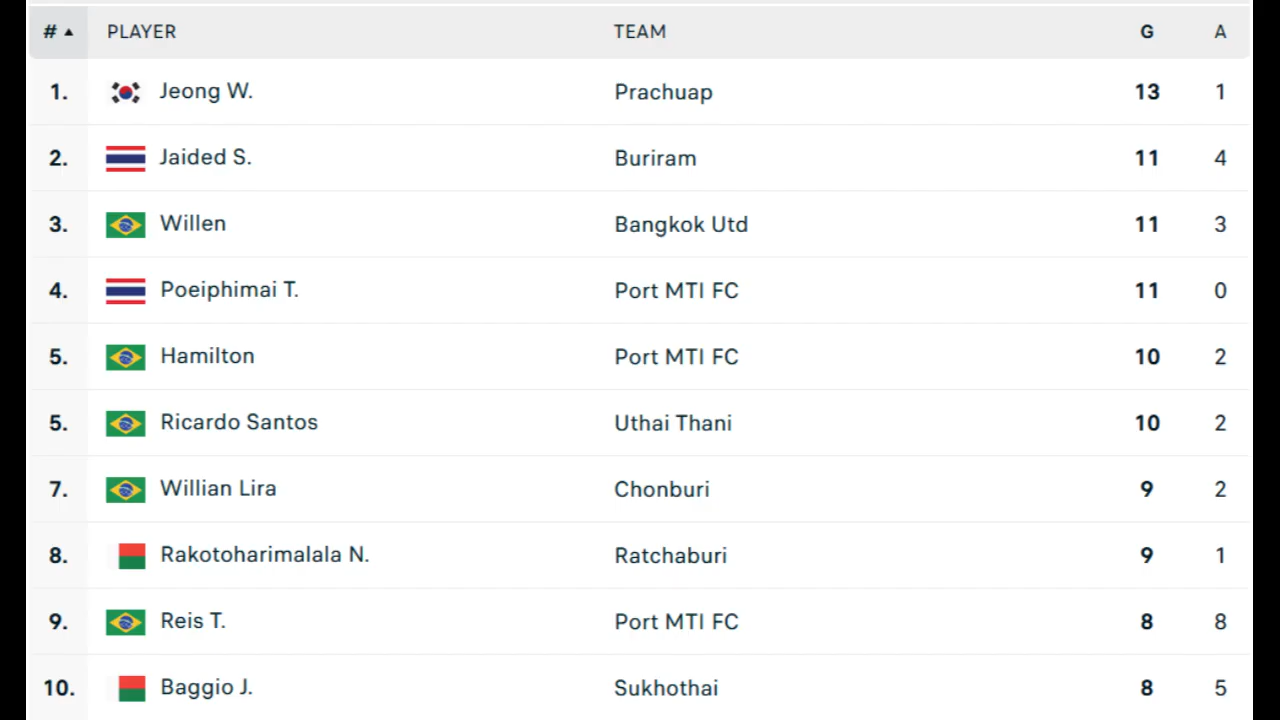 # ▲ PLAYER TEAM G A
1. Jeong W. Prachuap 13 1
2. Jaided S. Buriram 11 4
3. Willen Bangkok Utd 11 3
4. Poeiphimai T. Port MTI FC 11 0
5. Hamilton Port MTI FC 10 2
5. Ricardo Santos Uthai Thani 10 2
7. Willian Lira Chonburi 9 2
8. Rakotoharimalala N. Ratchaburi 9 1
9. Reis T. Port MTI FC 8 8
10. Baggio J. Sukhothai 8 5